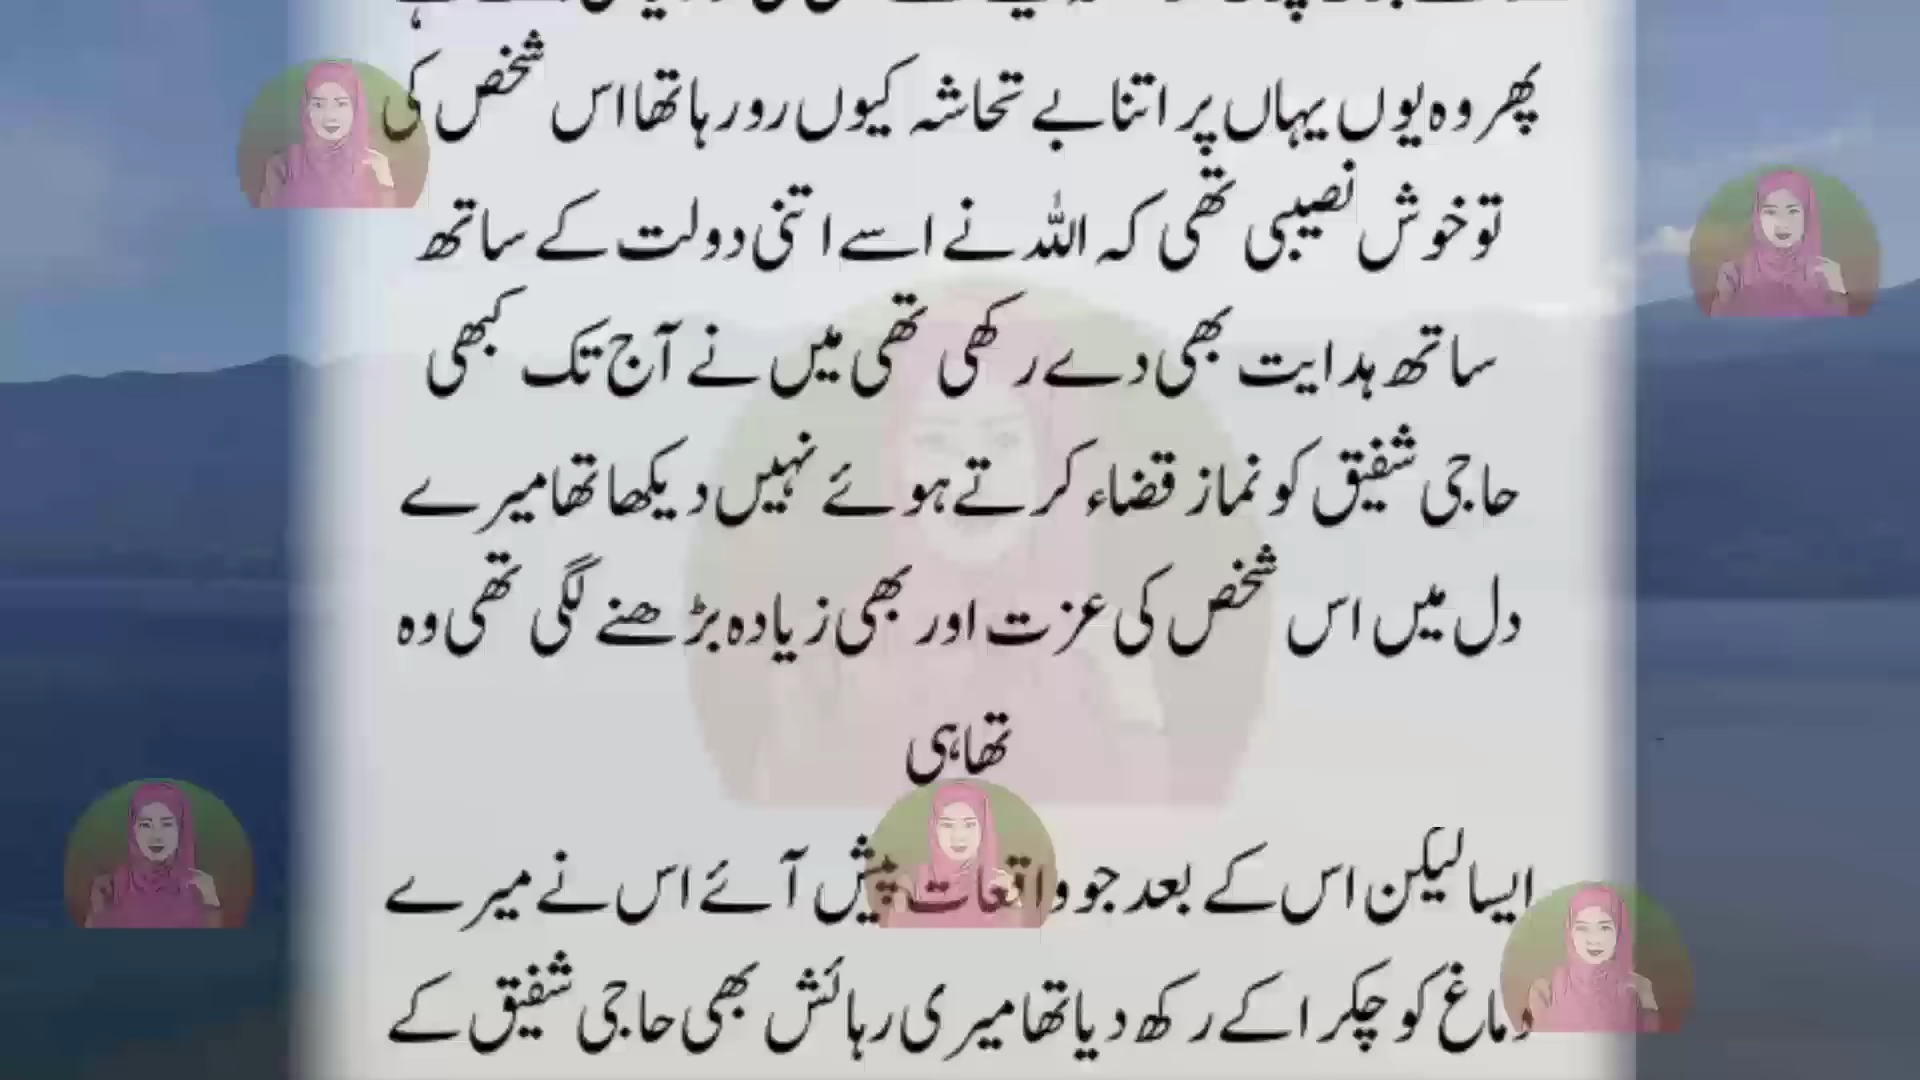 پھر وہ یوں یہاں پر اتنا بے تحاشہ کیوں رو رہا تھا اس شخص کی
تو خوش نصیبی تھی کہ اللہ نے اسے اتنی دولت کے ساتھ
ساتھ ہدایت بھی دے رکھی تھی میں نے آج تک کبھی
حاجی شفیق کو نماز قضاء کرتے ہوئے نہیں دیکھا تھا میرے
دل میں اس شخص کی عزت اور بھی زیادہ بڑھنے لگی تھی وہ
تھا ہی
ایسا لیکن اس کے بعد جو واقعات پیش آئے اس نے میرے
دماغ کو چکرا کے رکھ دیا تھا میری رہائش بھی حاجی شفیق کے